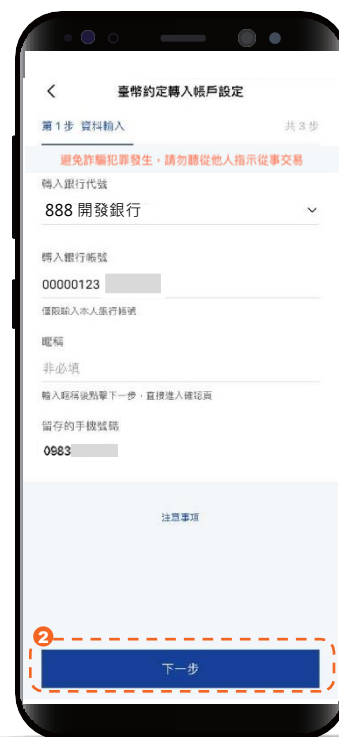 臺幣約定轉入帳戶設定
第1步 資料輸入 共3步
避免詐騙犯罪發生，請勿聽從他人指示從事交易
轉入銀行代號
888 開發銀行
轉入銀行帳號
00000123
僅限輸入本人銀行帳號
暱稱
非必填
輸入暱稱後點擊下一步，直接進入確認頁
留存的手機號碼
0983
注意事項
2
下一步